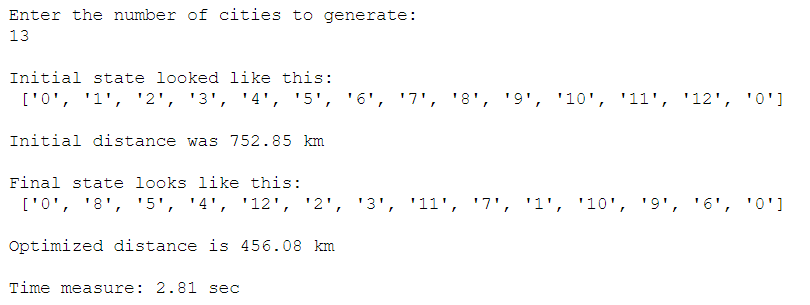 Enter the number of cities to generate:
13
Initial state looked like this:
['0', '1', '2', '3', '4', '5', '6', '7', '8', '9', '10', '11', '12', '0']
Initial distance was 752.85 km
Final state looks like this:
['0', '8', '5', '4', '12', '2', '3', '11', '7', '1', '10', '9', '6', '0']
Optimized distance is 456.08 km
Time measure: 2.81 sec